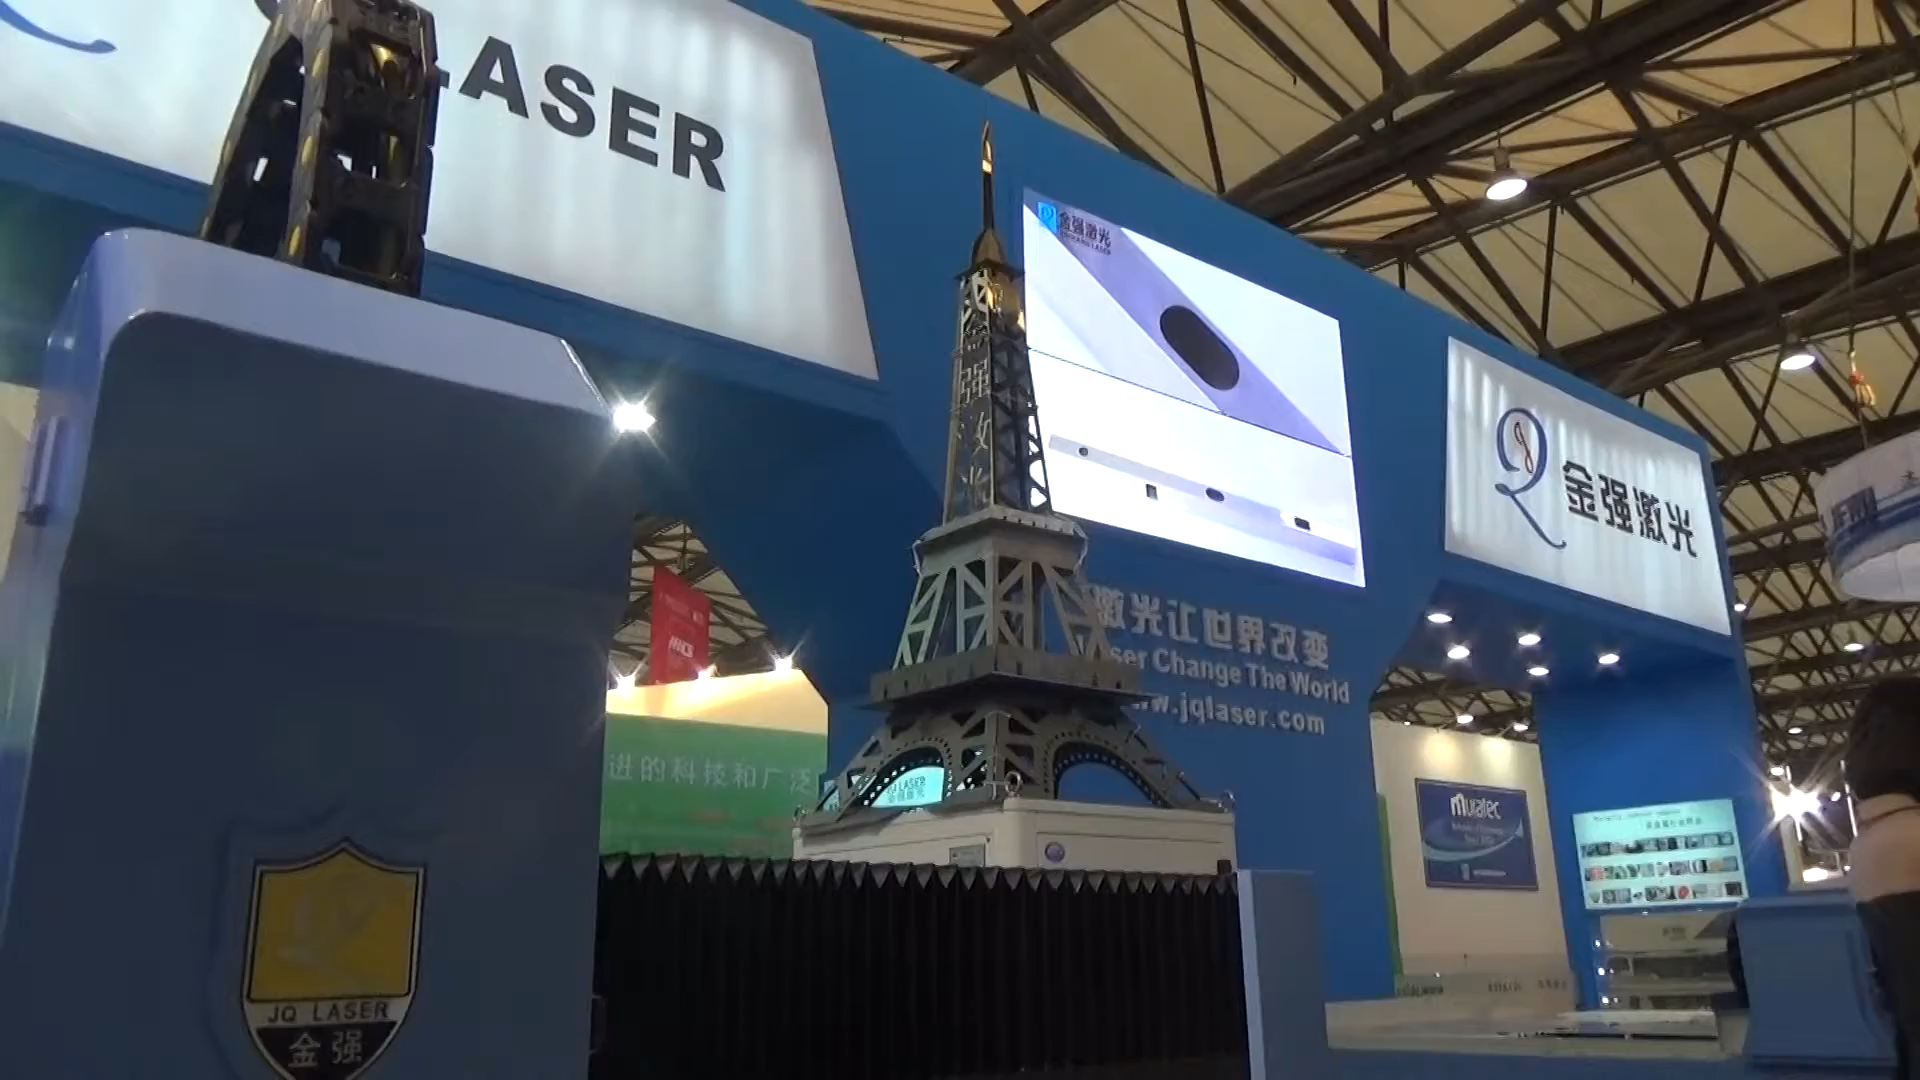 LASER
金强激光
金强激光
强激光
激光让世界改变
Laser Change The World
www.jqlaser.com
进的科技和广泛
JQ LASER
muratec
JQ LASER
金强